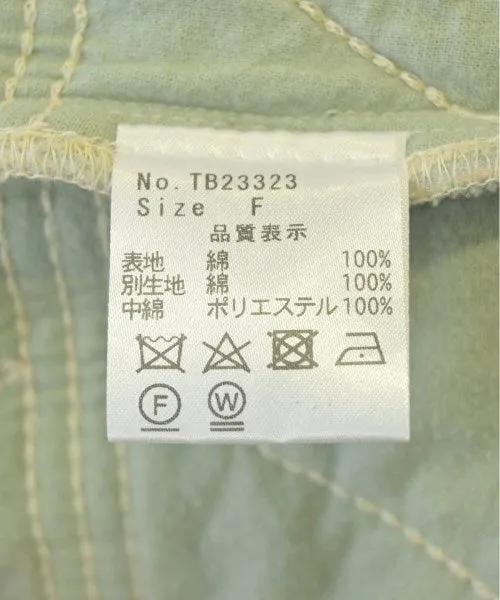 No. TB23323
Size F
品質表示
表地 綿 100%
別生地 綿 100%
中綿 ポリエステル 100%
F W